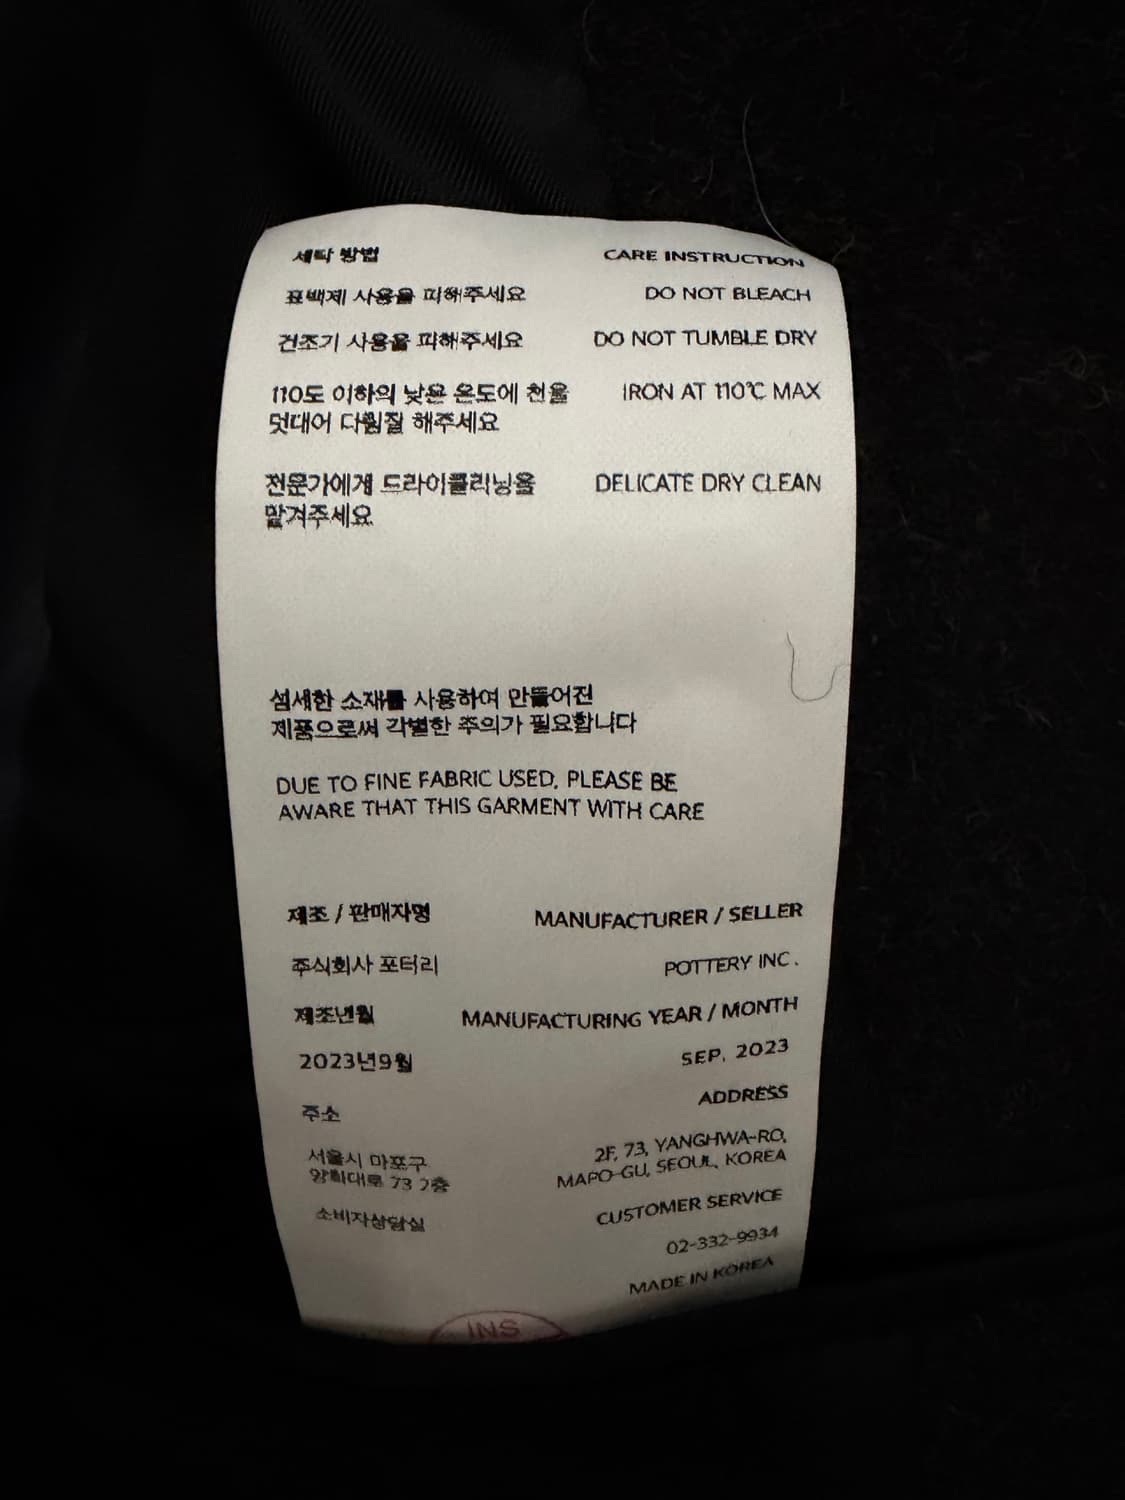 세탁 방법 CARE INSTRUCTION
표백제 사용을 피해주세요 DO NOT BLEACH
건조기 사용을 피해주세요 DO NOT TUMBLE DRY
110도 이하의 낮은 온도에 천을 IRON AT 110℃ MAX
덧대어 다림질 해주세요
전문가에게 드라이클리닝을 DELICATE DRY CLEAN
맡겨주세요
섬세한 소재를 사용하여 만들어진
제품으로써 각별한 주의가 필요합니다
DUE TO FINE FABRIC USED, PLEASE BE
AWARE THAT THIS GARMENT WITH CARE
제조 / 판매자명 MANUFACTURER / SELLER
주식회사 포터리 POTTERY INC.
제조년월 MANUFACTURING YEAR / MONTH
2023년9월 SEP. 2023
주소 ADDRESS
서울시 마포구 2F, 73, YANGHWA-RO,
양화대로 73 2층 MAPO-GU, SEOUL, KOREA
소비자상담실 CUSTOMER SERVICE
02-332-9934
MADE IN KOREA
INS